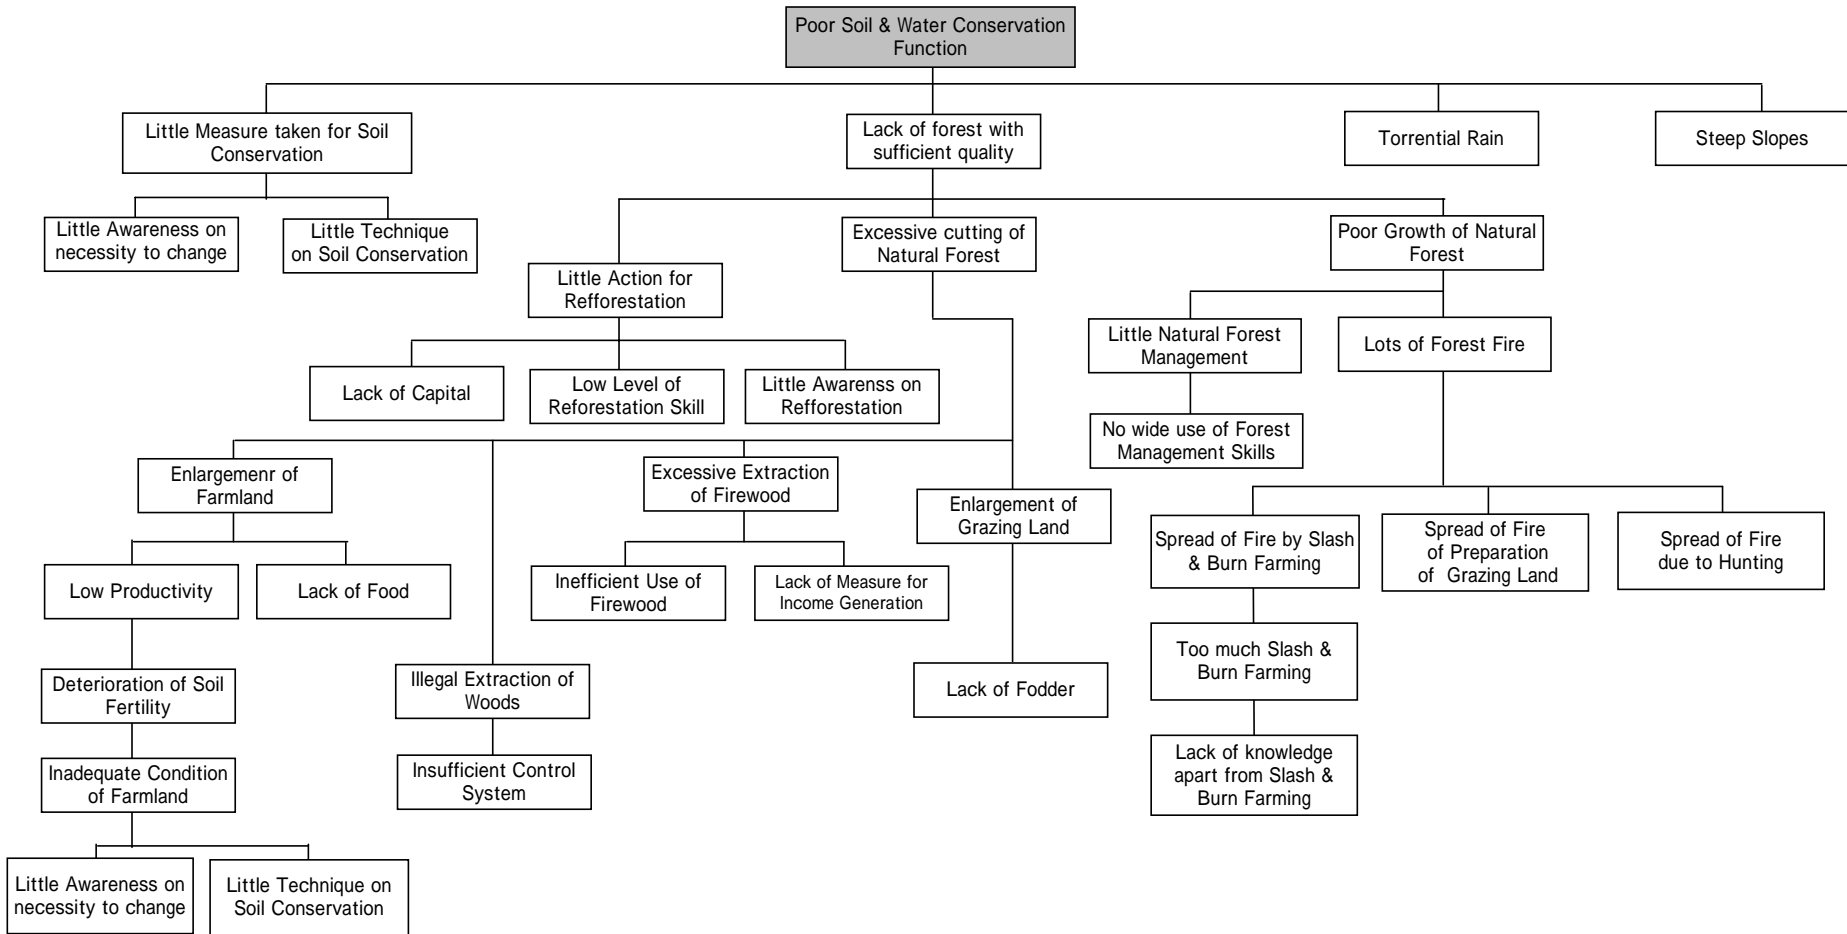 Poor Soil & Water Conservation
Function
Little Measure taken for Soil
Conservation
Lack of forest with
sufficient quality
Torrential Rain
Steep Slopes
Little Awareness on
necessity to change
Little Technique
on Soil Conservation
Excessive cutting of
Natural Forest
Poor Growth of Natural
Forest
Little Action for
Refforestation
Little Natural Forest
Management
Lots of Forest Fire
Lack of Capital
Low Level of
Reforestation Skill
Little Awarenss on
Refforestation
No wide use of Forest
Management Skills
Enlargemenr of
Farmland
Excessive Extraction
of Firewood
Enlargement of
Grazing Land
Spread of Fire by Slash
& Burn Farming
Spread of Fire
of Preparation
of Grazing Land
Spread of Fire
due to Hunting
Low Productivity
Lack of Food
Inefficient Use of
Firewood
Lack of Measure for
Income Generation
Too much Slash &
Burn Farming
Deterioration of Soil
Fertility
Illegal Extraction of
Woods
Lack of Fodder
Inadequate Condition
of Farmland
Insufficient Control
System
Lack of knowledge
apart from Slash &
Burn Farming
Little Awareness on
necessity to change
Little Technique on
Soil Conservation